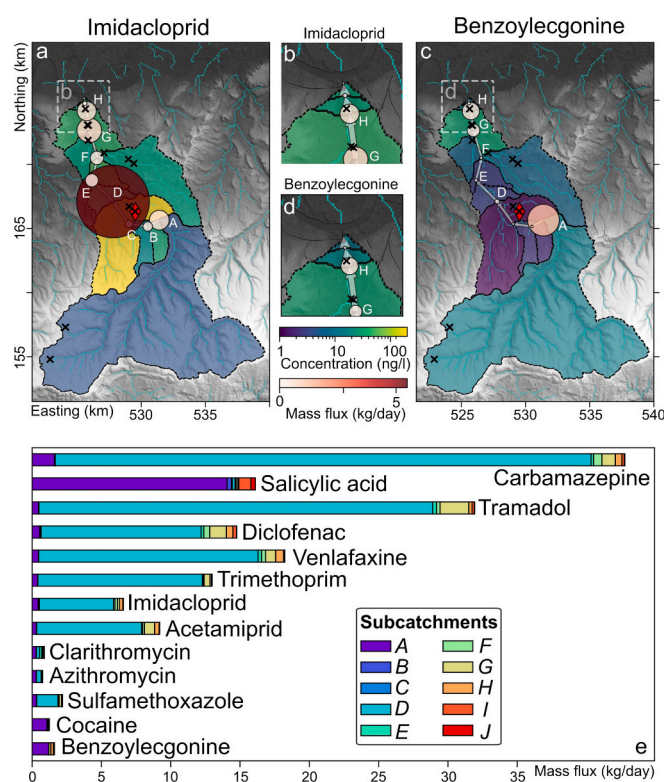 Imidacloprid
Imidacloprid
Benzoylecgonine
a
b
c
b
d
H
H
H
G
G
G
F
F
E
E
D
D
C
B
A
A
Benzoylecgonine
d
H
G
Northing (km)
165
155
1
10
100
Concentration (ng/l)
0
5
Mass flux (kg/day)
Easting (km)
530
535
525
530
535
540
Carbamazepine
Salicylic acid
Tramadol
Diclofenac
Venlafaxine
Trimethoprim
Imidacloprid
Acetamiprid
Clarithromycin
Azithromycin
Sulfamethoxazole
Cocaine
Benzoylecgonine
Subcatchments
A F
B G
C H
D I
E J
e
0 5 10 15 20 25 30 35 Mass flux (kg/day)